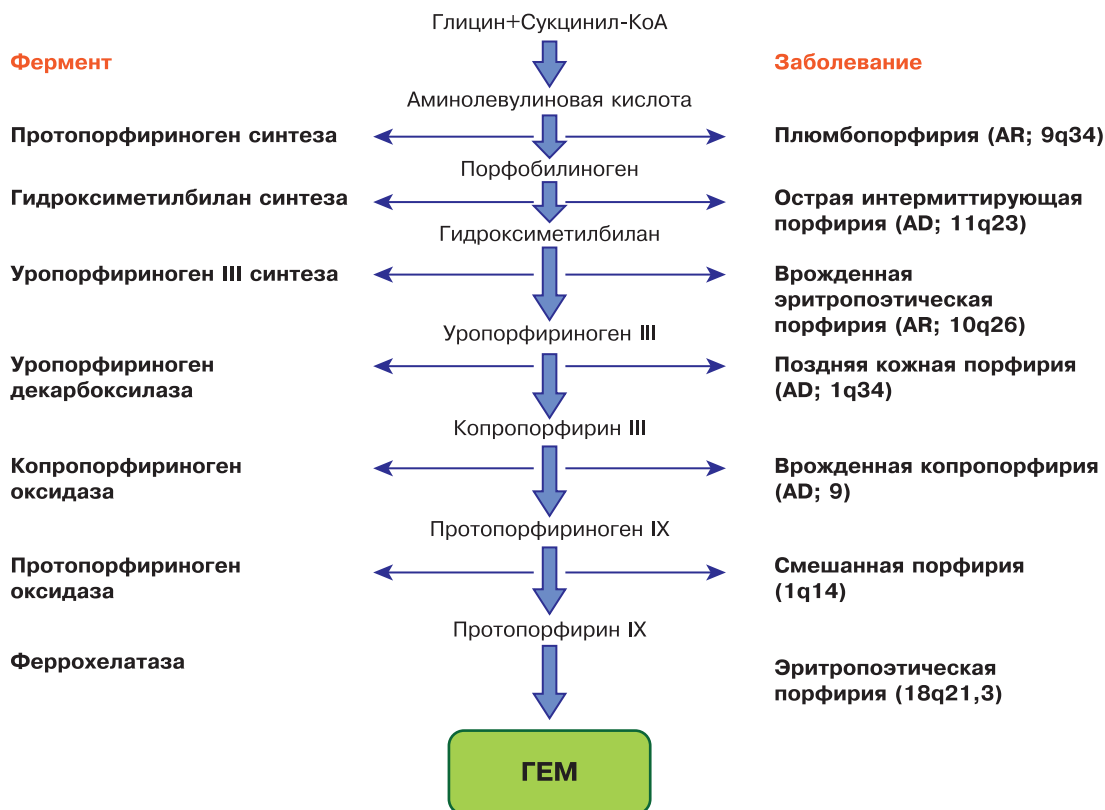 Глицин+Сукцинил-КоА
Фермент
Заболевание
Аминолевулиновая кислота
Протопорфириноген синтеза
Плюмбопорфирия (AR; 9q34)
Порфобилиноген
Гидроксиметилбилан синтеза
Острая интермиттирующая
порфирия (AD; 11q23)
Гидроксиметилбилан
Уропорфириноген III синтеза
Врожденная
эритропоэтическая
порфирия (AR; 10q26)
Уропорфириноген III
Уропорфириноген
декарбоксилаза
Поздняя кожная порфирия
(AD; 1q34)
Копропорфирин III
Копропорфириноген
оксидаза
Врожденная копропорфирия
(AD; 9)
Протопорфириноген IX
Протопорфириноген
оксидаза
Смешанная порфирия
(1q14)
Протопорфирин IX
Феррохелатаза
Эритропоэтическая
порфирия (18q21,3)
ГЕМ